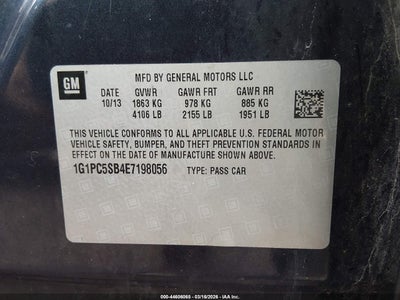 GM
MFD BY GENERAL MOTORS LLC
DATE GVWR GAWR FRT GAWR RR
10/13 1863 KG 978 KG 885 KG
4106 LB 2155 LB 1951 LB
THIS VEHICLE CONFORMS TO ALL APPLICABLE U.S. FEDERAL MOTOR
VEHICLE SAFETY, BUMPER, AND THEFT PREVENTION STANDARDS IN
EFFECT ON THE DATE OF MANUFACTURE SHOWN ABOVE.
1G1PC5SB4E7198056 TYPE: PASS CAR
000-44608065 - 03/18/2026 - IAA Inc.